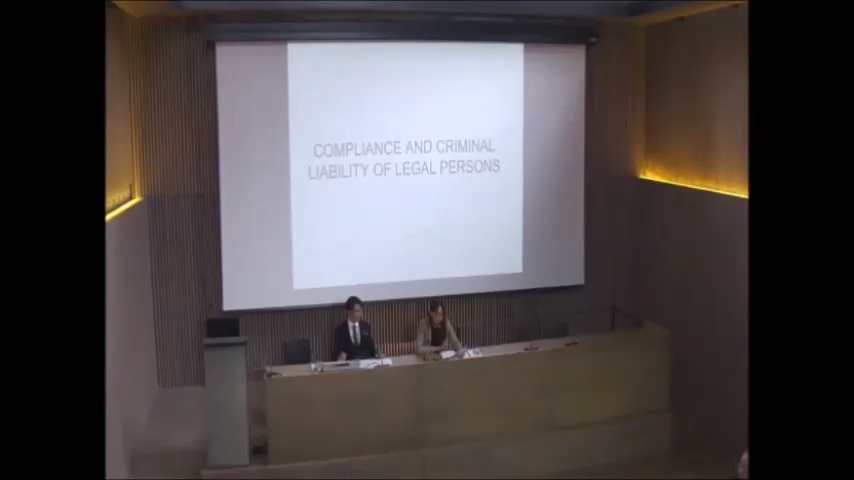 COMPLIANCE AND CRIMINAL
LIABILITY OF LEGAL PERSONS